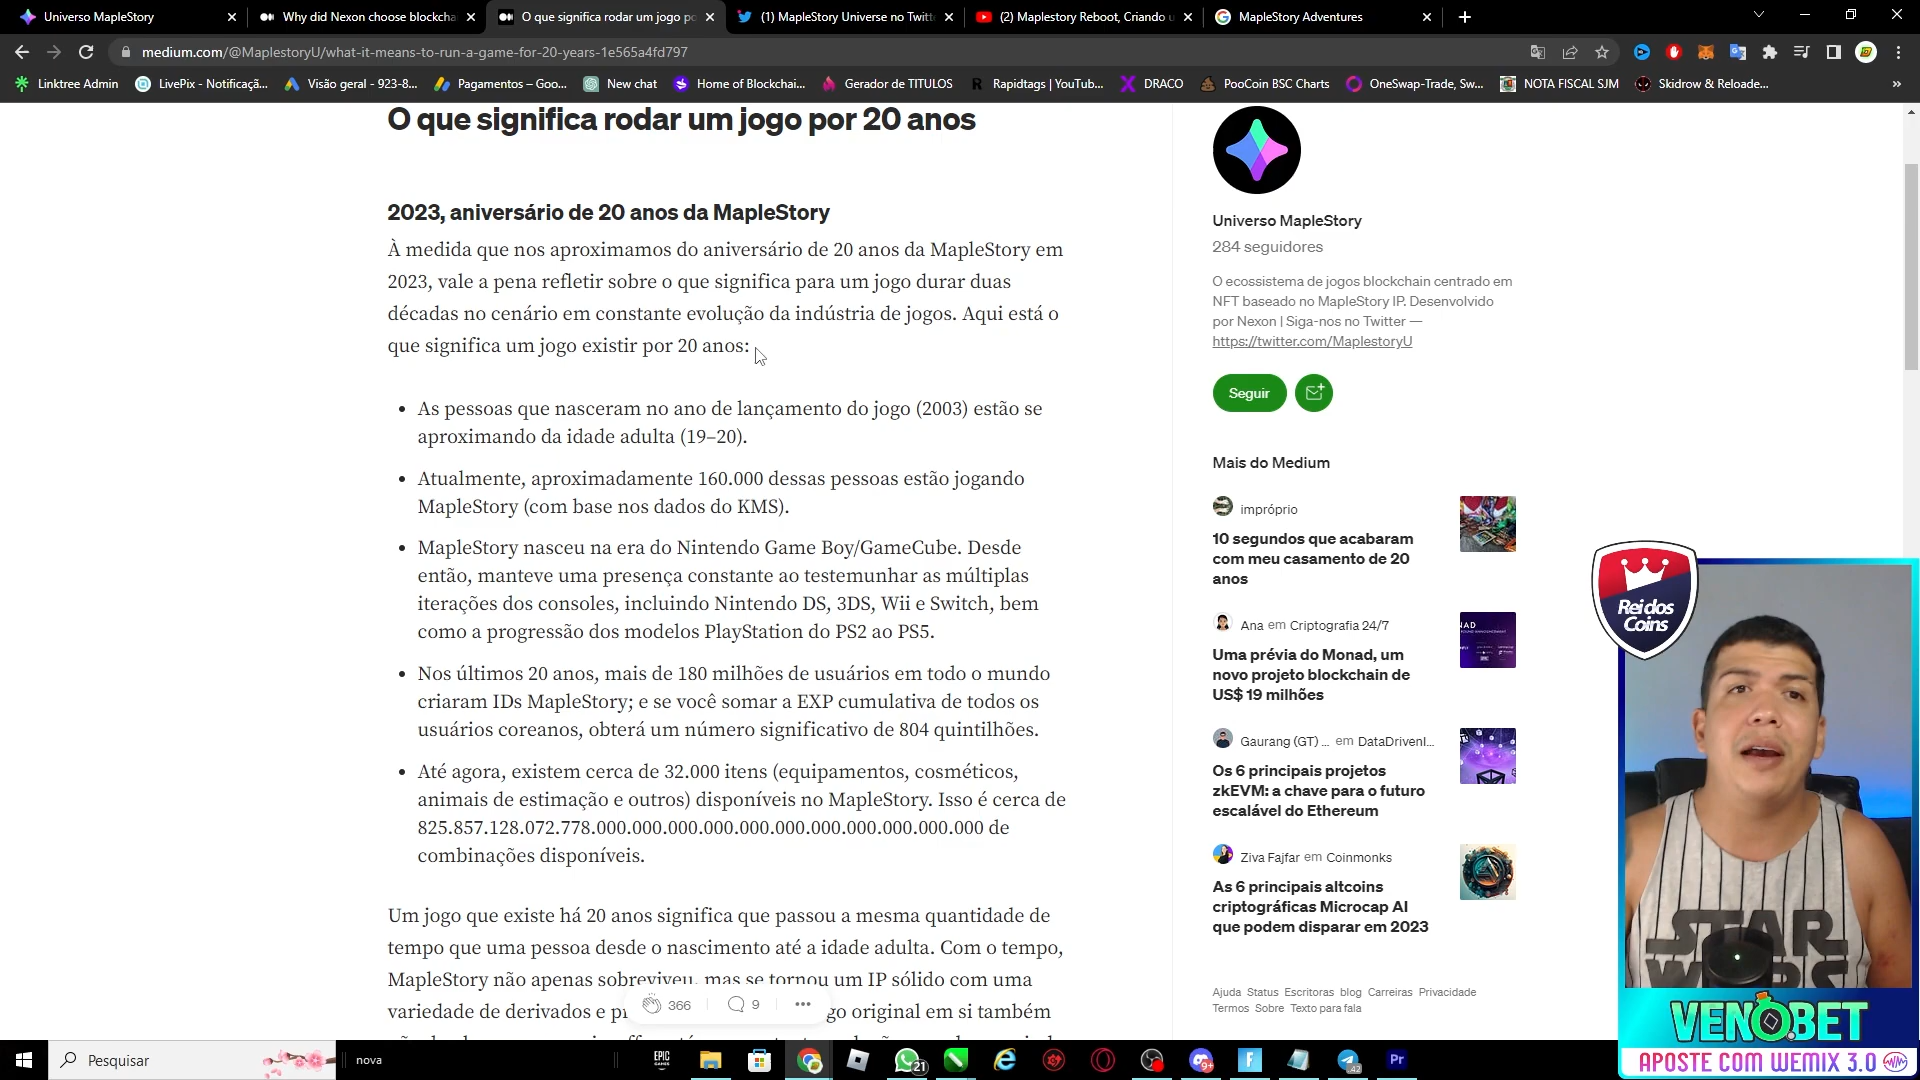 Universo MapleStory
Why did Nexon choose blockcha
O que significa rodar um jogo po
(1) MapleStory Universe no Twitt
(2) Maplestory Reboot, Criando u
MapleStory Adventures
medium.com/@MaplestoryU/what-it-means-to-run-a-game-for-20-years-1e565a4fd797
Linktree Admin
LivePix - Notificaçã...
Visão geral - 923-8...
Pagamentos – Goo...
New chat
Home of Blockchai...
Gerador de TITULOS
Rapidtags | YouTub...
DRACO
PooCoin BSC Charts
OneSwap-Trade, Sw...
NOTA FISCAL SJM
Skidrow & Reloade...
O que significa rodar um jogo por 20 anos
2023, aniversário de 20 anos da MapleStory
À medida que nos aproximamos do aniversário de 20 anos da MapleStory em
2023, vale a pena refletir sobre o que significa para um jogo durar duas
décadas no cenário em constante evolução da indústria de jogos. Aqui está o
que significa um jogo existir por 20 anos:
• As pessoas que nasceram no ano de lançamento do jogo (2003) estão se
aproximando da idade adulta (19–20).
• Atualmente, aproximadamente 160.000 dessas pessoas estão jogando
MapleStory (com base nos dados do KMS).
• MapleStory nasceu na era do Nintendo Game Boy/GameCube. Desde
então, manteve uma presença constante ao testemunhar as múltiplas
iterações dos consoles, incluindo Nintendo DS, 3DS, Wii e Switch, bem
como a progressão dos modelos PlayStation do PS2 ao PS5.
• Nos últimos 20 anos, mais de 180 milhões de usuários em todo o mundo
criaram IDs MapleStory; e se você somar a EXP cumulativa de todos os
usuários coreanos, obterá um número significativo de 804 quintilhões.
• Até agora, existem cerca de 32.000 itens (equipamentos, cosméticos,
animais de estimação e outros) disponíveis no MapleStory. Isso é cerca de
825.857.128.072.778.000.000.000.000.000.000.000.000.000.000.000 de
combinações disponíveis.
Um jogo que existe há 20 anos significa que passou a mesma quantidade de
tempo que uma pessoa desde o nascimento até a idade adulta. Com o tempo,
MapleStory não apenas sobreviveu, mas se tornou um IP sólido com uma
variedade de derivados e p go original em si também
366
9
Universo MapleStory
284 seguidores
O ecossistema de jogos blockchain centrado em
NFT baseado no MapleStory IP. Desenvolvido
por Nexon | Siga-nos no Twitter —
https://twitter.com/MaplestoryU
Seguir
Mais do Medium
impróprio
10 segundos que acabaram
com meu casamento de 20
anos
Ana em Criptografia 24/7
Uma prévia do Monad, um
novo projeto blockchain de
US$ 19 milhões
Gaurang (GT) ... em DataDrivenI...
Os 6 principais projetos
zkEVM: a chave para o futuro
escalável do Ethereum
Ziva Fajfar em Coinmonks
As 6 principais altcoins
criptográficas Microcap AI
que podem disparar em 2023
Ajuda Status Escritoras blog Carreiras Privacidade
Termos Sobre Texto para fala
Rei dos
Coins
STAR
WARS
VENOBET
APOSTE COM WEMIX 3.0
Pesquisar
nova
EPIC
GAMES
21
9+
42
Pr